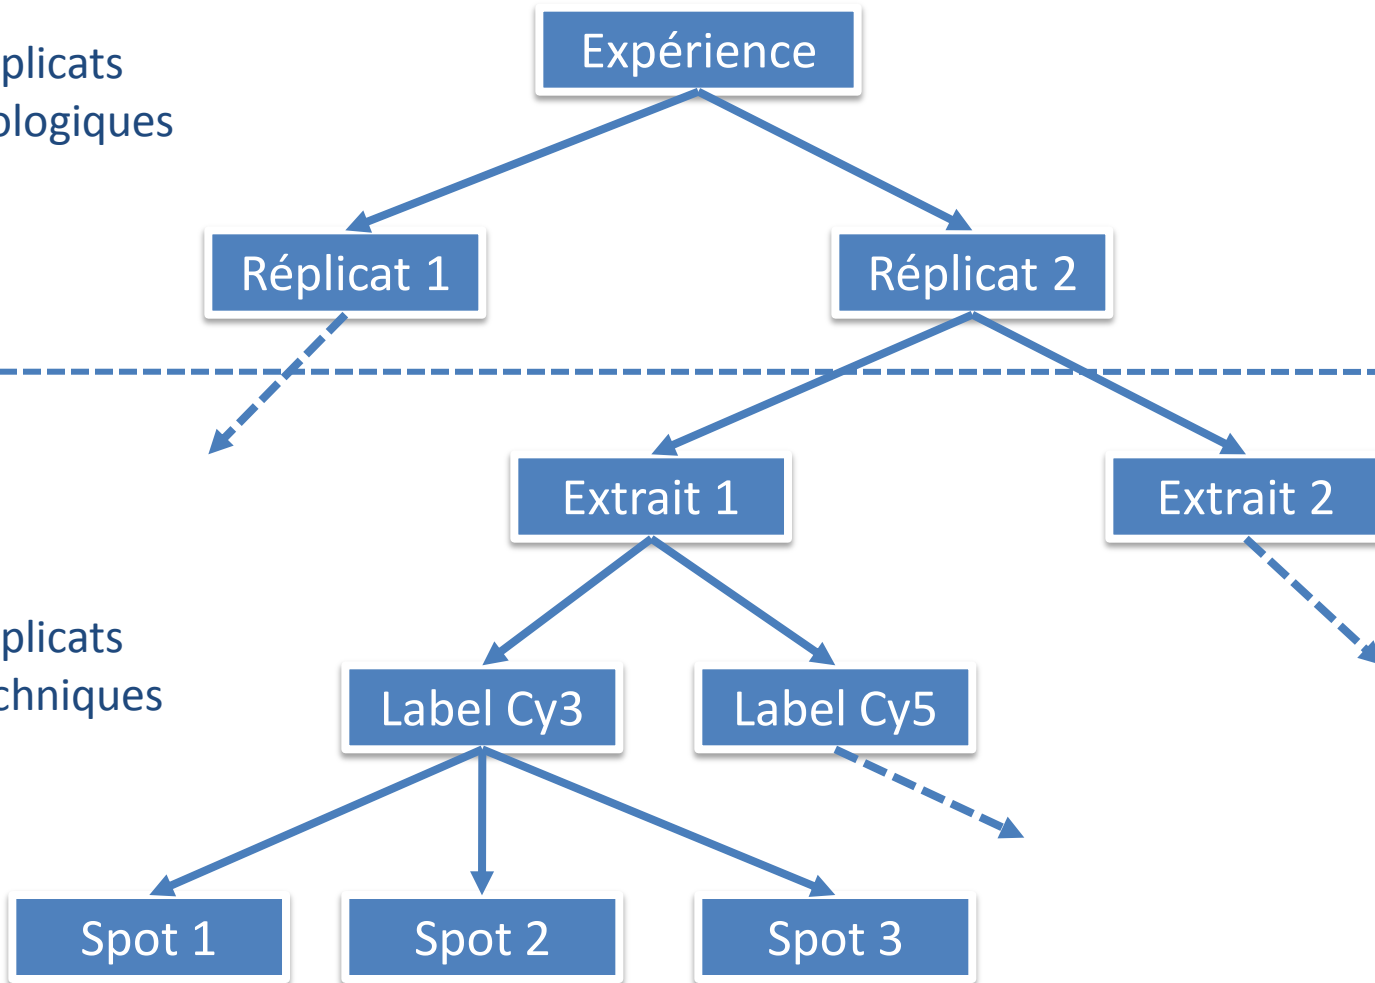 Expérience
plicats
ologiques
Réplicat 1
Réplicat 2
Extrait 1
Extrait 2
plicats
chniques
Label Cy3
Label Cy5
Spot 1
Spot 2
Spot 3